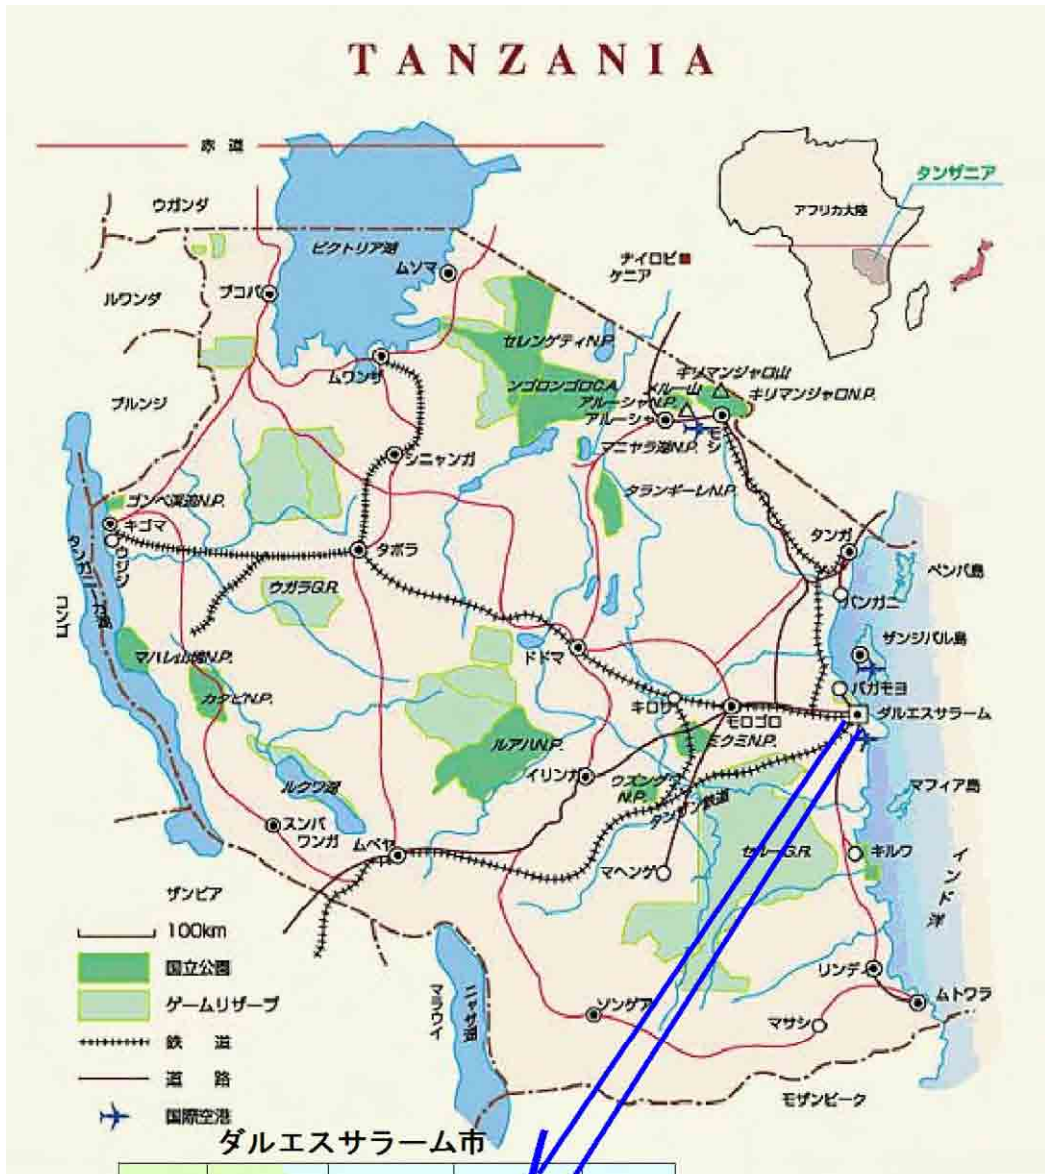 TANZANIA
赤道
ウガンダ
タンザニア
アフリカ大陸
ビクトリア湖
ナイロビ
ケニア
ムソマ
ルワンダ
ブコバ
セレンゲティN.P.
ムワンザ
ンゴロンゴロC.A.
キリマンジャロ山
メルー山
キリマンジャロN.P.
アルーシャN.P.
アルーシャ
モシ
ブルンジ
マニヤラ湖N.P.
シニャンガ
タランギーレN.P.
ゴンベ渓流N.P.
キゴマ
ウジジ
タボラ
タンガ
ペンバ島
パンガニ
タンガニーカ湖
コンゴ
ウガラG.R.
ザンジバル島
マハレ山塊N.P.
ドドマ
カタビN.P.
バガモヨ
キロサ
モロゴロ
ダルエスサラーム
ミクミN.P.
ルアハN.P.
イリンガ
ウズングワ
N.P.
タンザン鉄道
マフィア島
ルクワ湖
スンバ
ワンガ
ムベヤ
セルーG.R.
キルワ
マヘンゲ
インド洋
ザンビア
100km
国立公園
ゲームリザーブ
鉄道
道路
国際空港
マラウイ
ニャサ湖
リンディ
ムトワラ
ソンゲア
マサシ
モザンビーク
ダルエスサラーム市